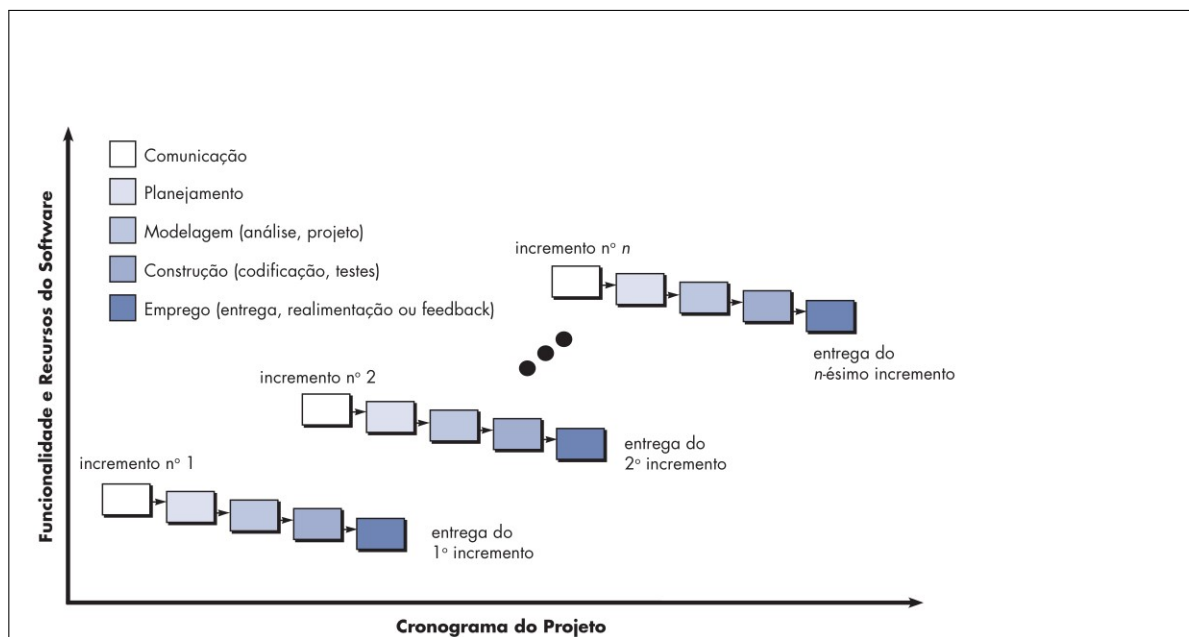 Funcionalidade e Recursos do Software
Comunicação
Planejamento
Modelagem (análise, projeto)
Construção (codificação, testes)
Emprego (entrega, realimentação ou feedback)
incremento nº n
entrega do
n-ésimo incremento
incremento nº 2
entrega do
2º incremento
incremento nº 1
entrega do
1º incremento
Cronograma do Projeto